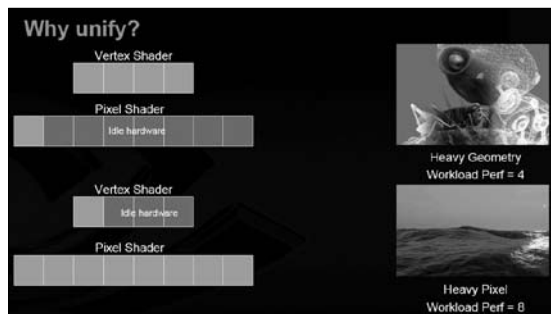 Why unify?
Vertex Shader
Pixel Shader
Idle hardware
Heavy Geometry
Workload Perf = 4
Vertex Shader
Idle hardware
Pixel Shader
Heavy Pixel
Workload Perf = 8